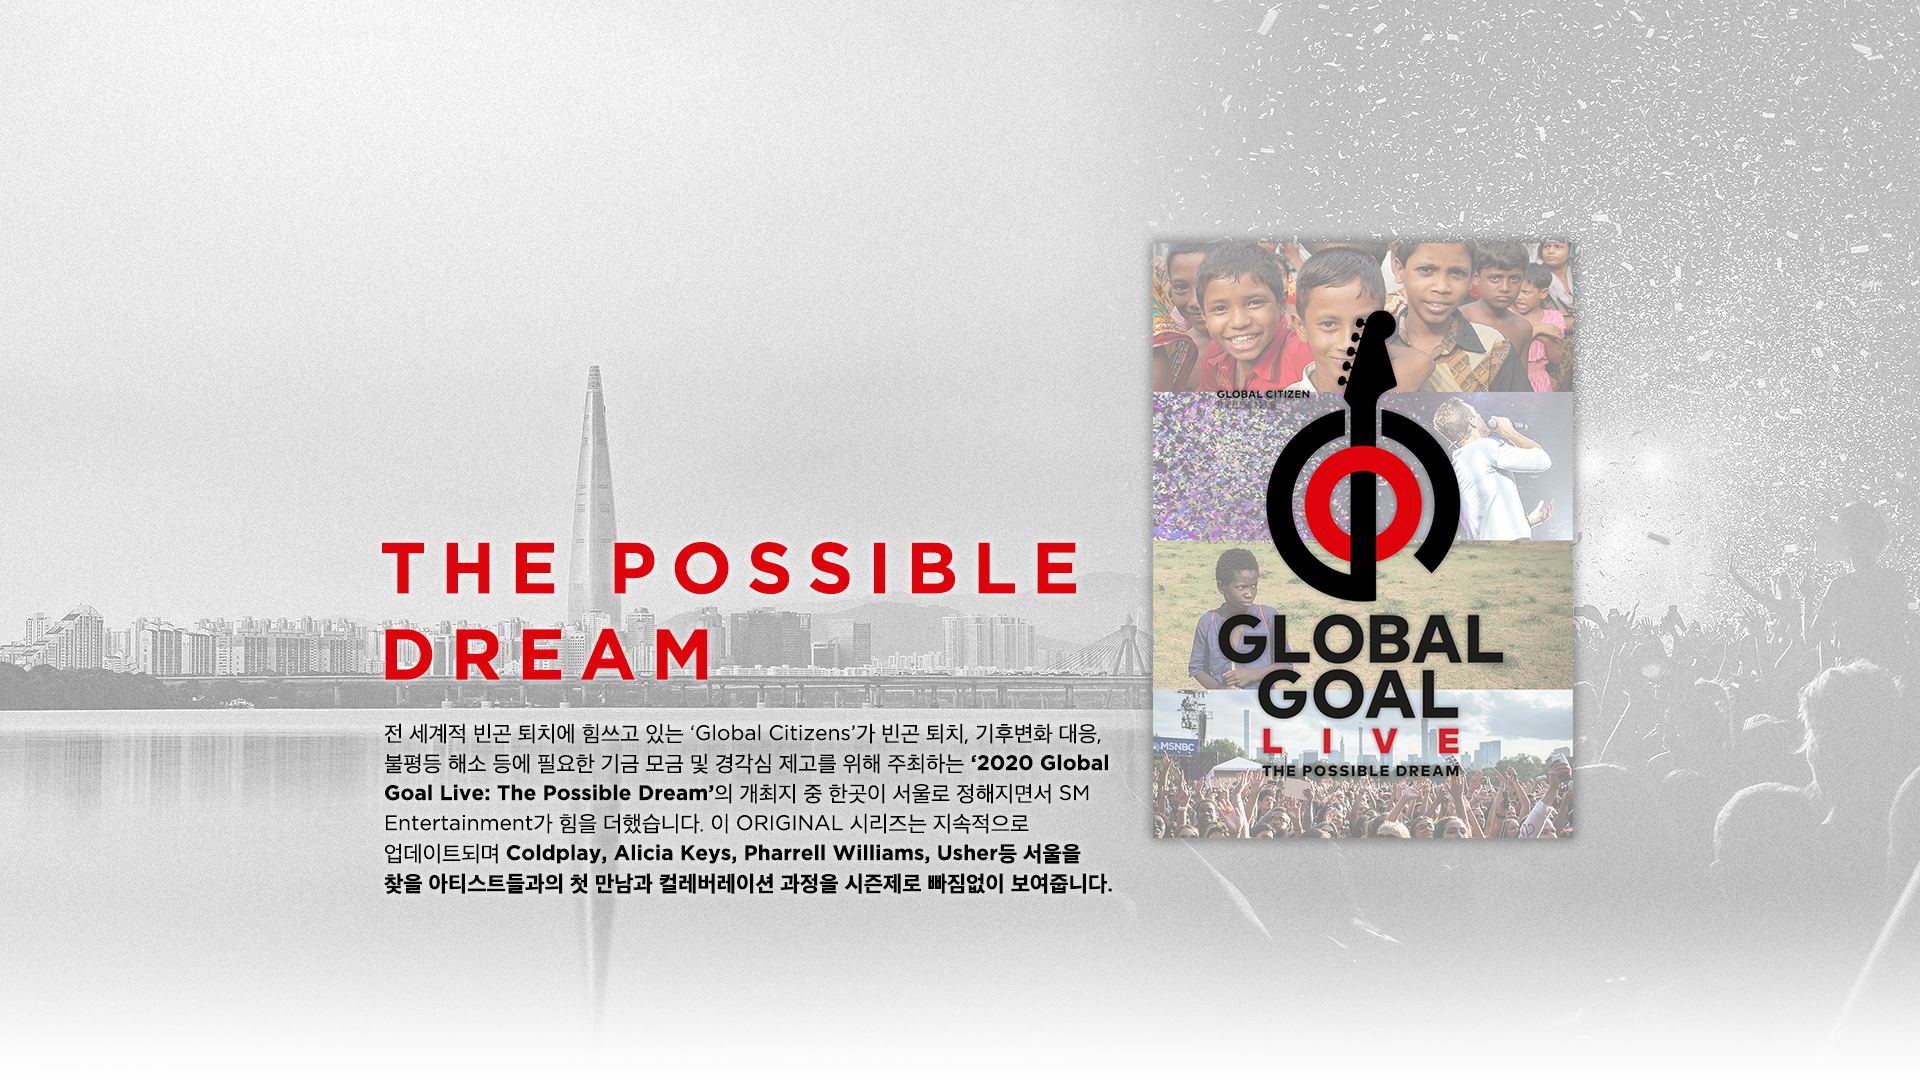 THE POSSIBLE
DREAM
전 세계적 빈곤 퇴치에 힘쓰고 있는 ‘Global Citizens’가 빈곤 퇴치, 기후변화 대응,
불평등 해소 등에 필요한 기금 모금 및 경각심 제고를 위해 주최하는 ‘2020 Global
Goal Live: The Possible Dream’의 개최지 중 한곳이 서울로 정해지면서 SM
Entertainment가 힘을 더했습니다. 이 ORIGINAL 시리즈는 지속적으로
업데이트되며 Coldplay, Alicia Keys, Pharrell Williams, Usher등 서울을
찾을 아티스트들과의 첫 만남과 컬레버레이션 과정을 시즌제로 빠짐없이 보여줍니다.
GLOBAL CITIZEN
GLOBAL
GOAL
LIVE
MSNBC
THE POSSIBLE DREAM